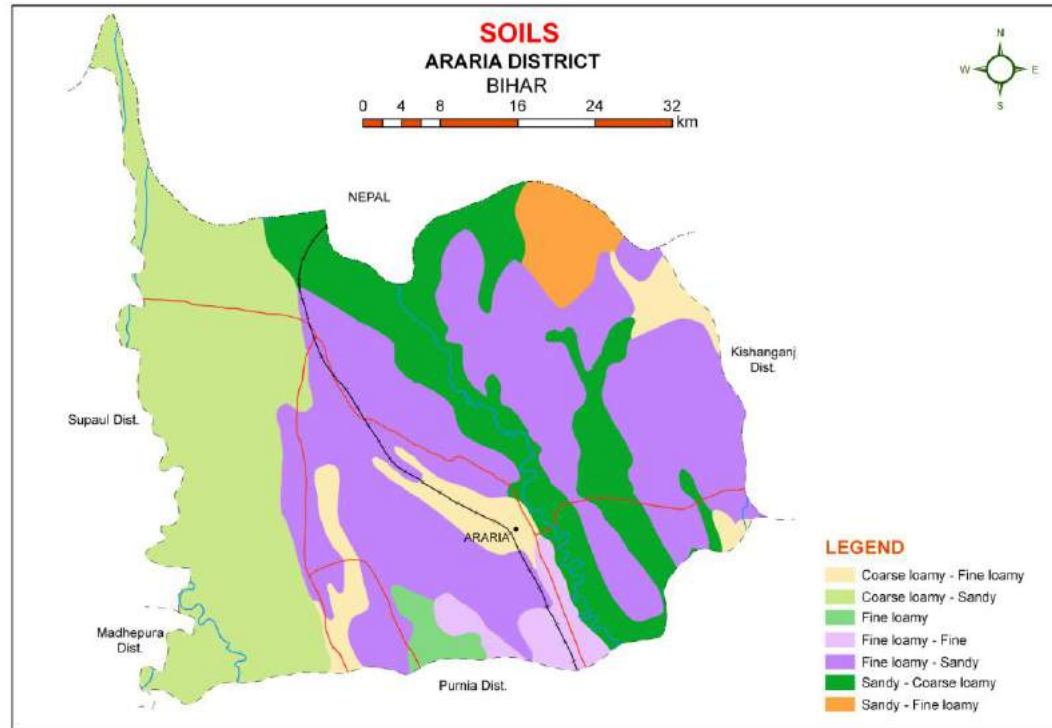 SOILS
ARARIA DISTRICT
BIHAR
0 4 8 16 24 32
km
N
W E
S
NEPAL
Kishanganj
Dist.
Supaul Dist.
ARARIA
Madhepura
Dist.
Purnia Dist.
LEGEND
Coarse loamy - Fine loamy
Coarse loamy - Sandy
Fine loamy
Fine loamy - Fine
Fine loamy - Sandy
Sandy - Coarse loamy
Sandy - Fine loamy